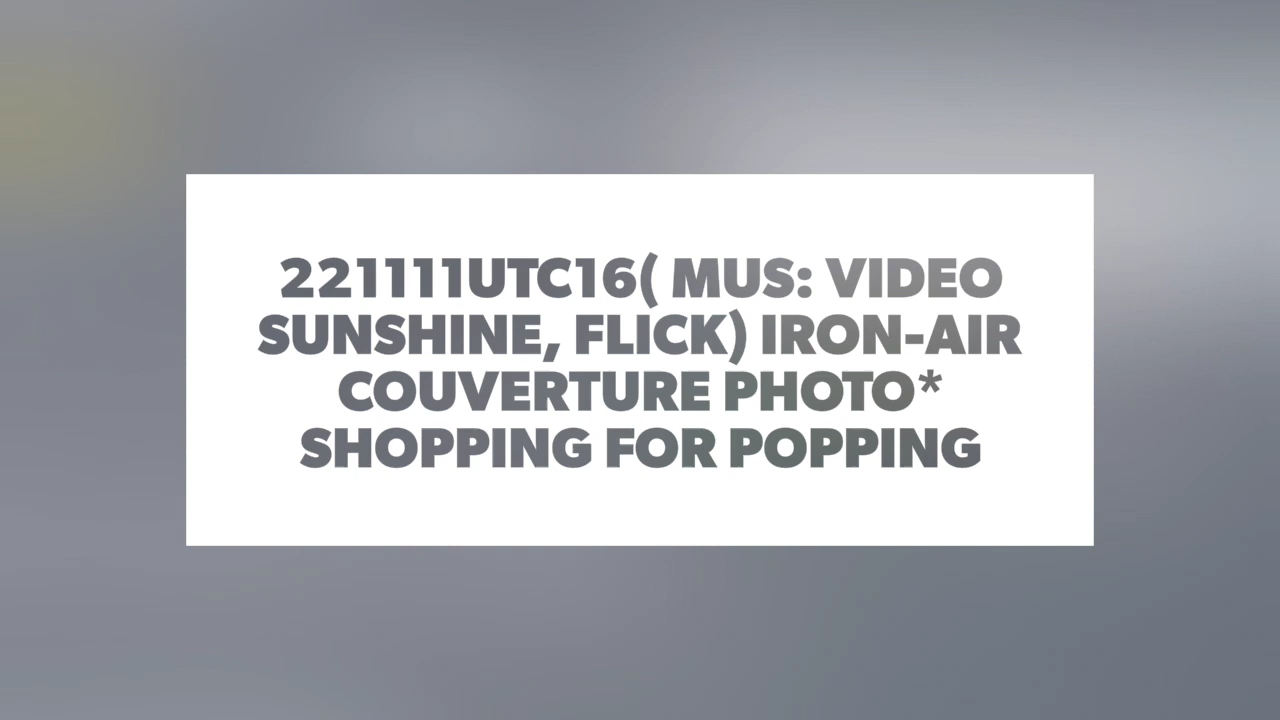 221111UTC16( MUS: VIDEO
SUNSHINE, FLICK) IRON-AIR
COUVERTURE PHOTO*
SHOPPING FOR POPPING